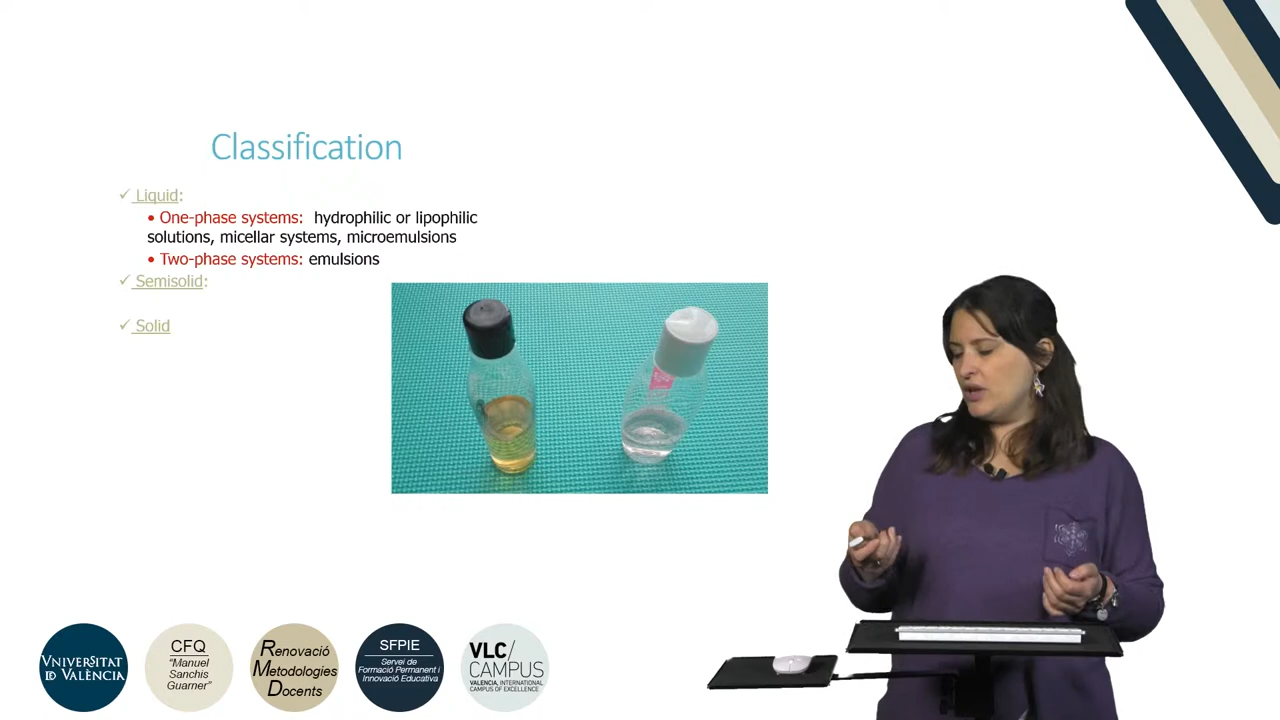 Classification
✓ Liquid:
• One-phase systems: hydrophilic or lipophilic
solutions, micellar systems, microemulsions
• Two-phase systems: emulsions
✓ Semisolid:
✓ Solid
VNIVERSITAT
ID VALÈNCIA
CFQ
"Manuel
Sanchis
Guarner"
Renovació
Metodologies
Docents
SFPIE
Servei de
Formació Permanent i
Innovació Educativa
VLC/
CAMPUS
VALENCIA, INTERNATIONAL
CAMPUS OF EXCELLENCE